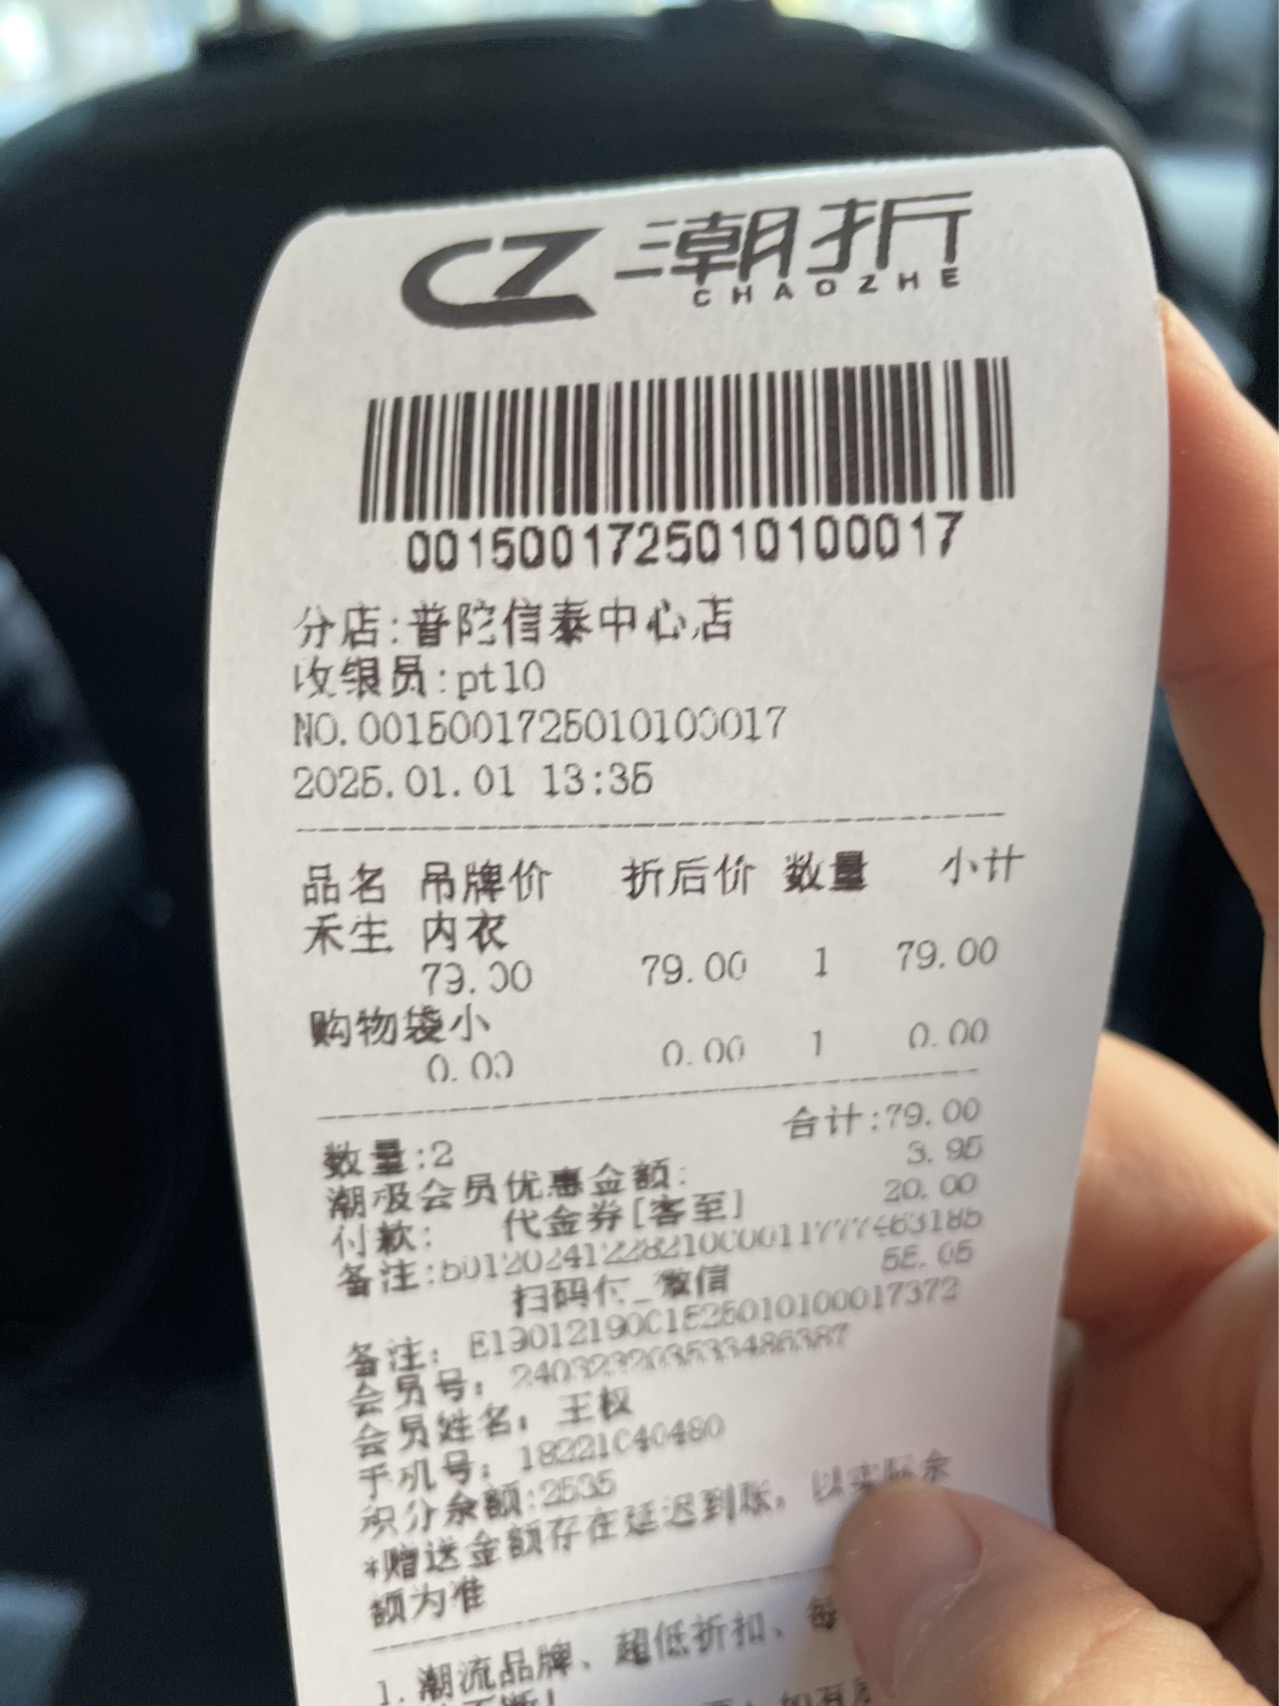 CZ 潮折
CHAOZHE
0015001725010100017
分店:普陀信泰中心店
收银员:pt10
NO.0015001725010100017
2025.01.01 13:35
品名 吊牌价 折后价 数量 小计
禾生 内衣
79.00 79.00 1 79.00
购物袋小
0.00 0.00 1 0.00
数量:2 合计:79.00
潮极会员优惠金额: 3.95
付款: 代金券[客至] 20.00
备注:
扫码付_微信 55.05
备注:
会员号:
会员姓名: 王权
手机号: 18221040480
积分余额:2535
*赠送金额存在延迟到账,以实际余
额为准
1.潮流品牌、超低折扣、每